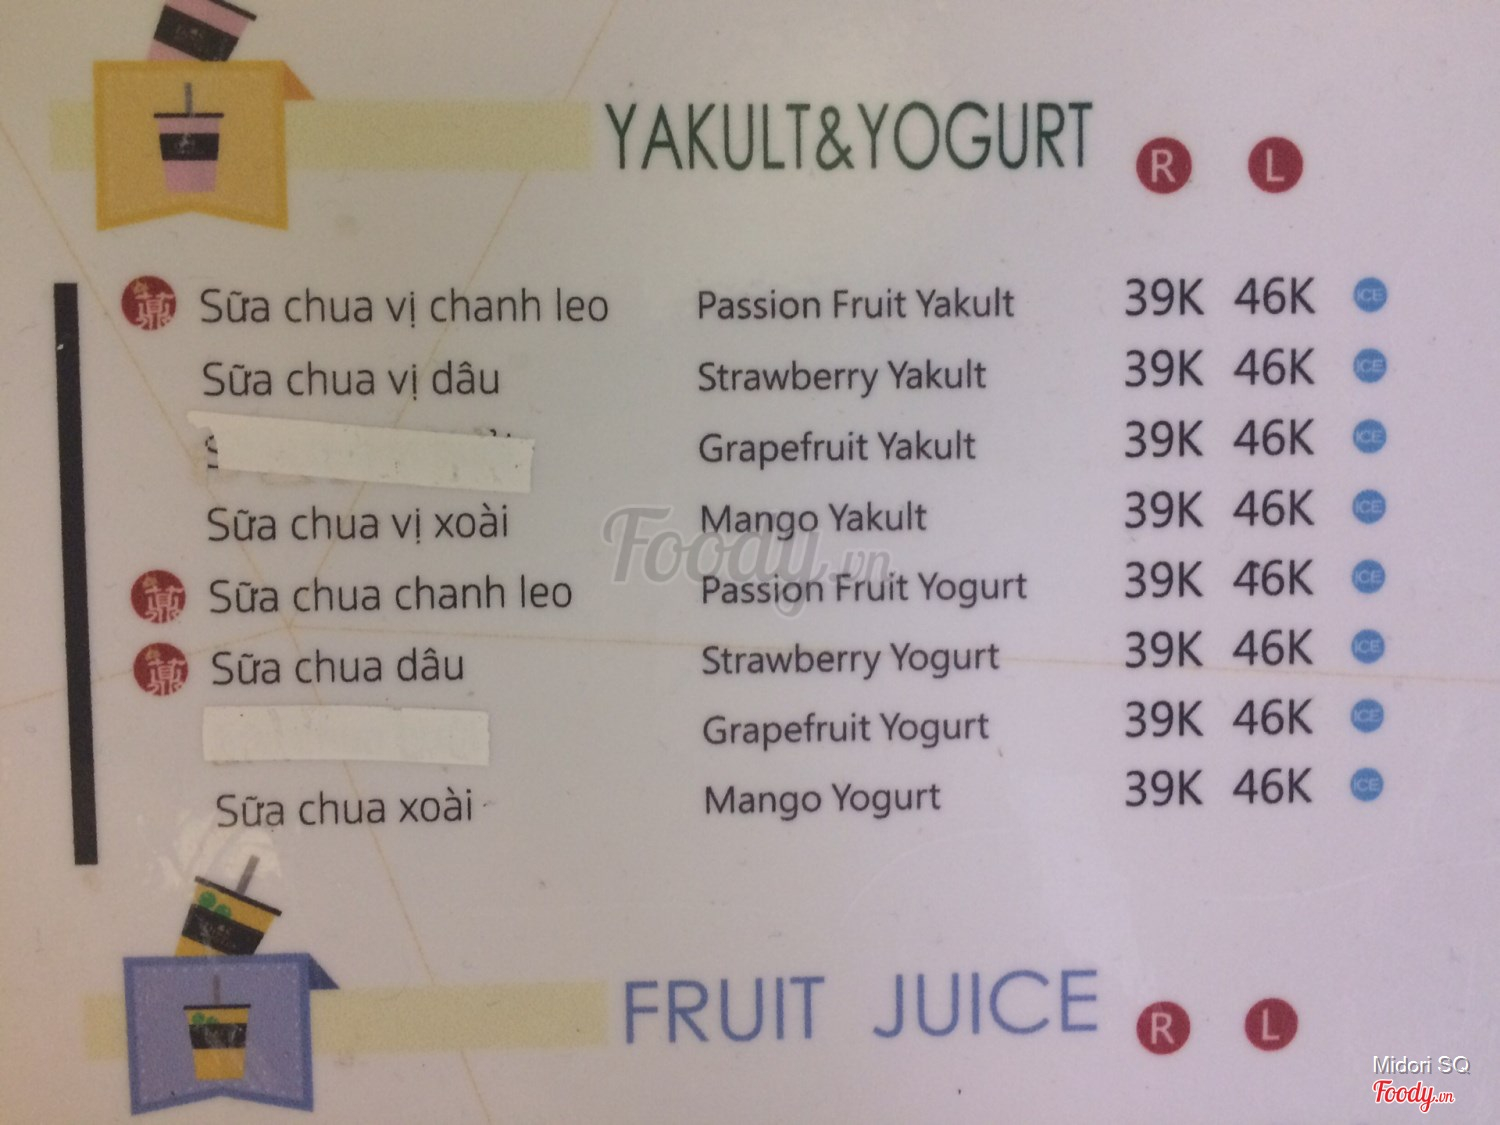 YAKULT&YOGURT R L
Sữa chua vị chanh leo Passion Fruit Yakult 39K 46K ICE
Sữa chua vị dâu Strawberry Yakult 39K 46K ICE
Grapefruit Yakult 39K 46K ICE
Sữa chua vị xoài Mango Yakult 39K 46K ICE
Foody.vn
Sữa chua chanh leo Passion Fruit Yogurt 39K 46K ICE
Sữa chua dâu Strawberry Yogurt 39K 46K ICE
Grapefruit Yogurt 39K 46K ICE
Sữa chua xoài Mango Yogurt 39K 46K ICE
FRUIT JUICE R L
Midori SQ
Foody.vn